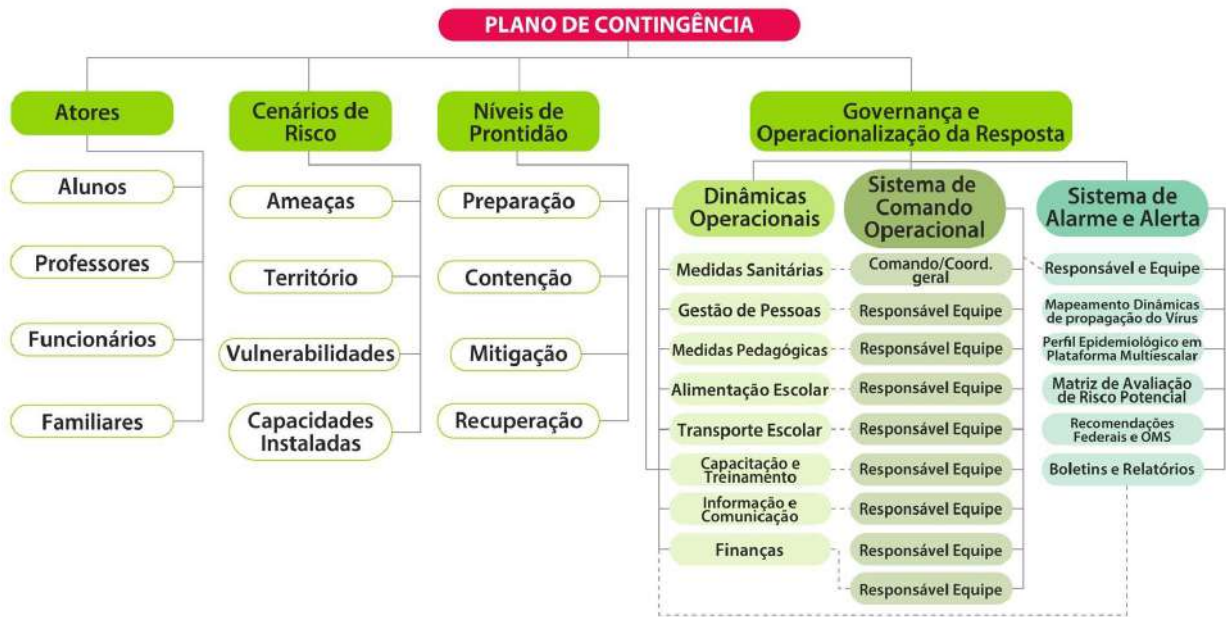 PLANO DE CONTINGÊNCIA
Atores
Alunos
Professores
Funcionários
Familiares
Cenários de
Risco
Ameaças
Território
Vulnerabilidades
Capacidades
Instaladas
Níveis de
Prontidão
Preparação
Contenção
Mitigação
Recuperação
Governança e
Operacionalização da Resposta
Dinâmicas
Operacionais
Medidas Sanitárias
Gestão de Pessoas
Medidas Pedagógicas
Alimentação Escolar
Transporte Escolar
Capacitação e
Treinamento
Informação e
Comunicação
Finanças
Sistema de
Comando
Operacional
Comando/Coord.
geral
Responsável Equipe
Responsável Equipe
Responsável Equipe
Responsável Equipe
Responsável Equipe
Responsável Equipe
Responsável Equipe
Responsável Equipe
Sistema de
Alarme e Alerta
Responsável e Equipe
Mapeamento Dinâmicas
de propagação do Vírus
Perfil Epidemiológico em
Plataforma Multiescalar
Matriz de Avaliação
de Risco Potencial
Recomendações
Federais e OMS
Boletins e Relatórios